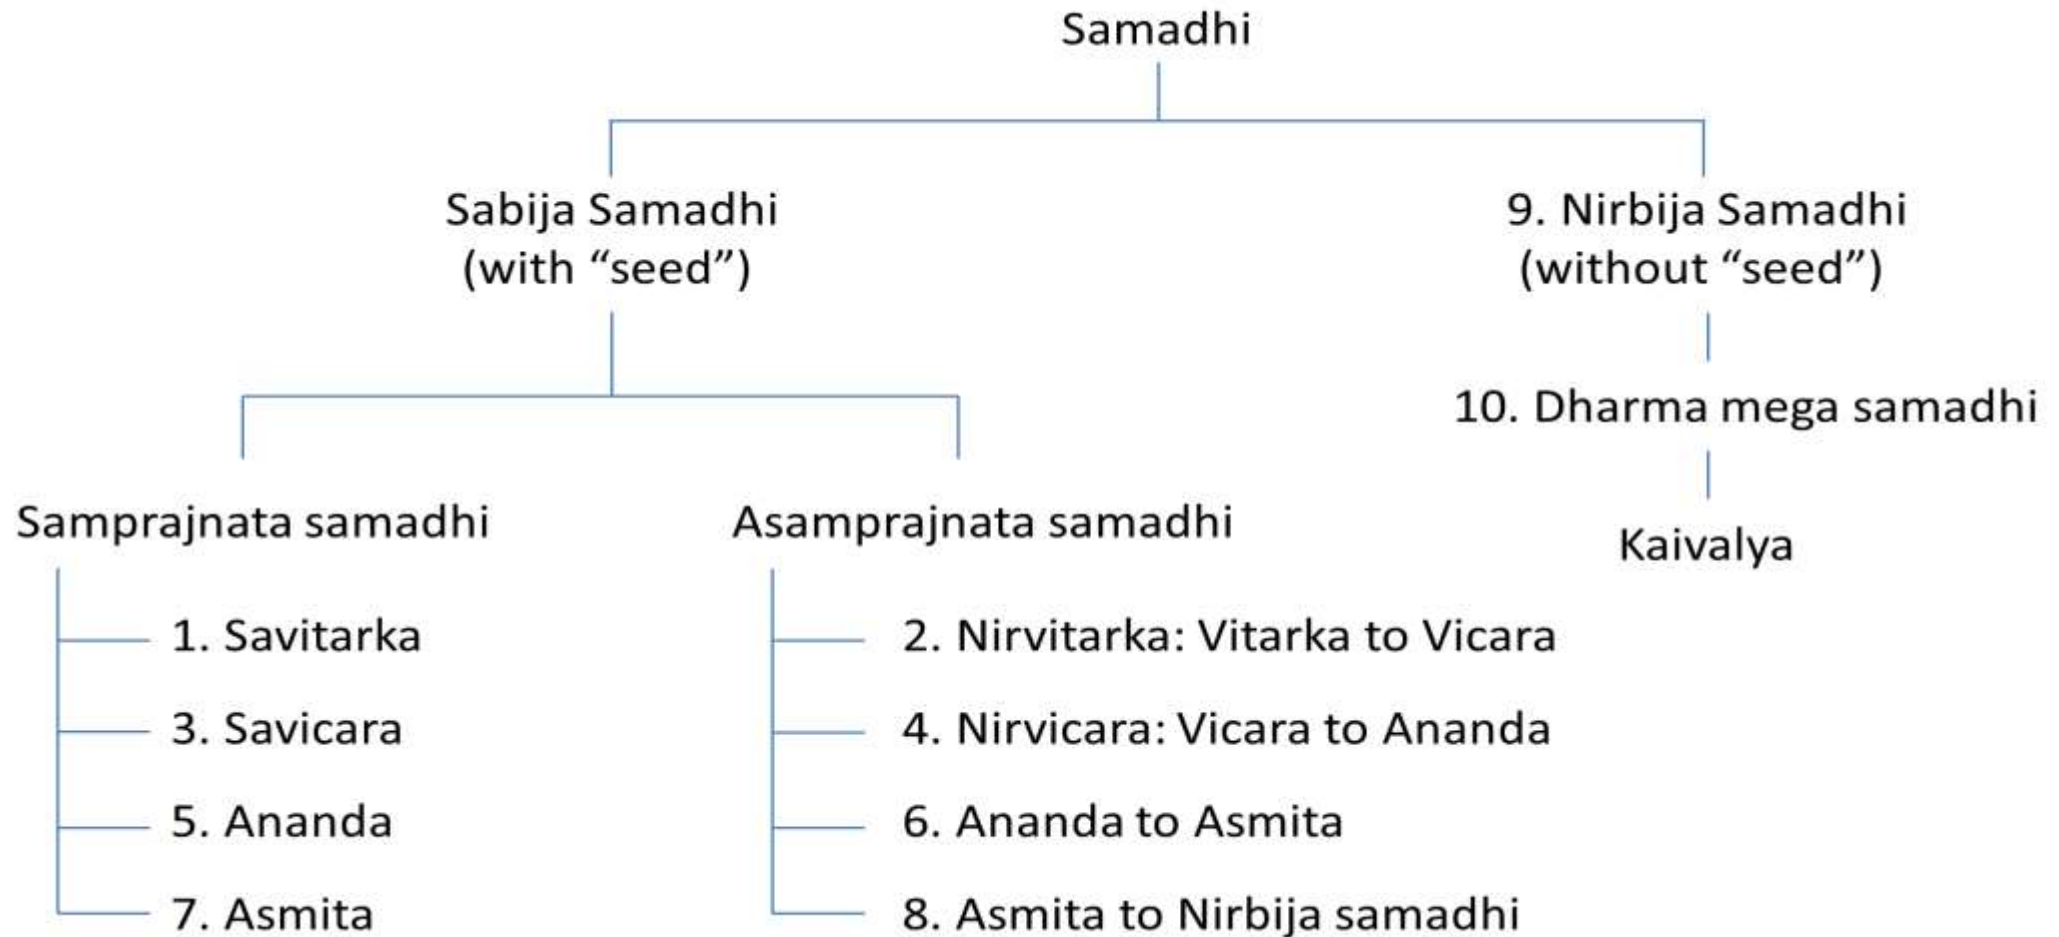 Samadhi
Sabija Samadhi
(with “seed”)
9. Nirbija Samadhi
(without “seed”)
10. Dharma mega samadhi
Kaivalya
Samprajnata samadhi
1. Savitarka
3. Savicara
5. Ananda
7. Asmita
Asamprajnata samadhi
2. Nirvitarka: Vitarka to Vicara
4. Nirvicara: Vicara to Ananda
6. Ananda to Asmita
8. Asmita to Nirbija samadhi